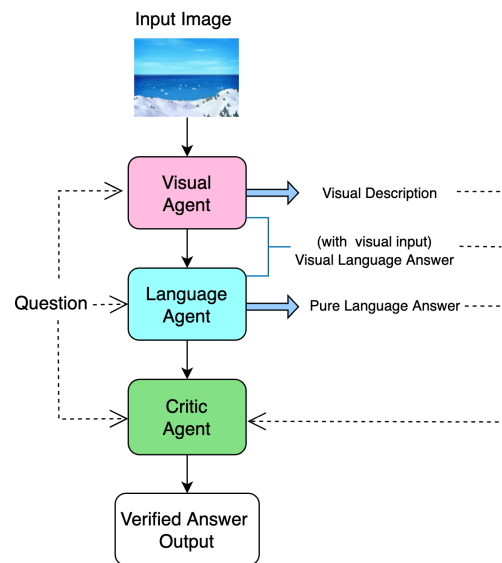 Input Image
Visual
Agent
Visual Description
(with visual input)
Visual Language Answer
Question
Language
Agent
Pure Language Answer
Critic
Agent
Verified Answer
Output